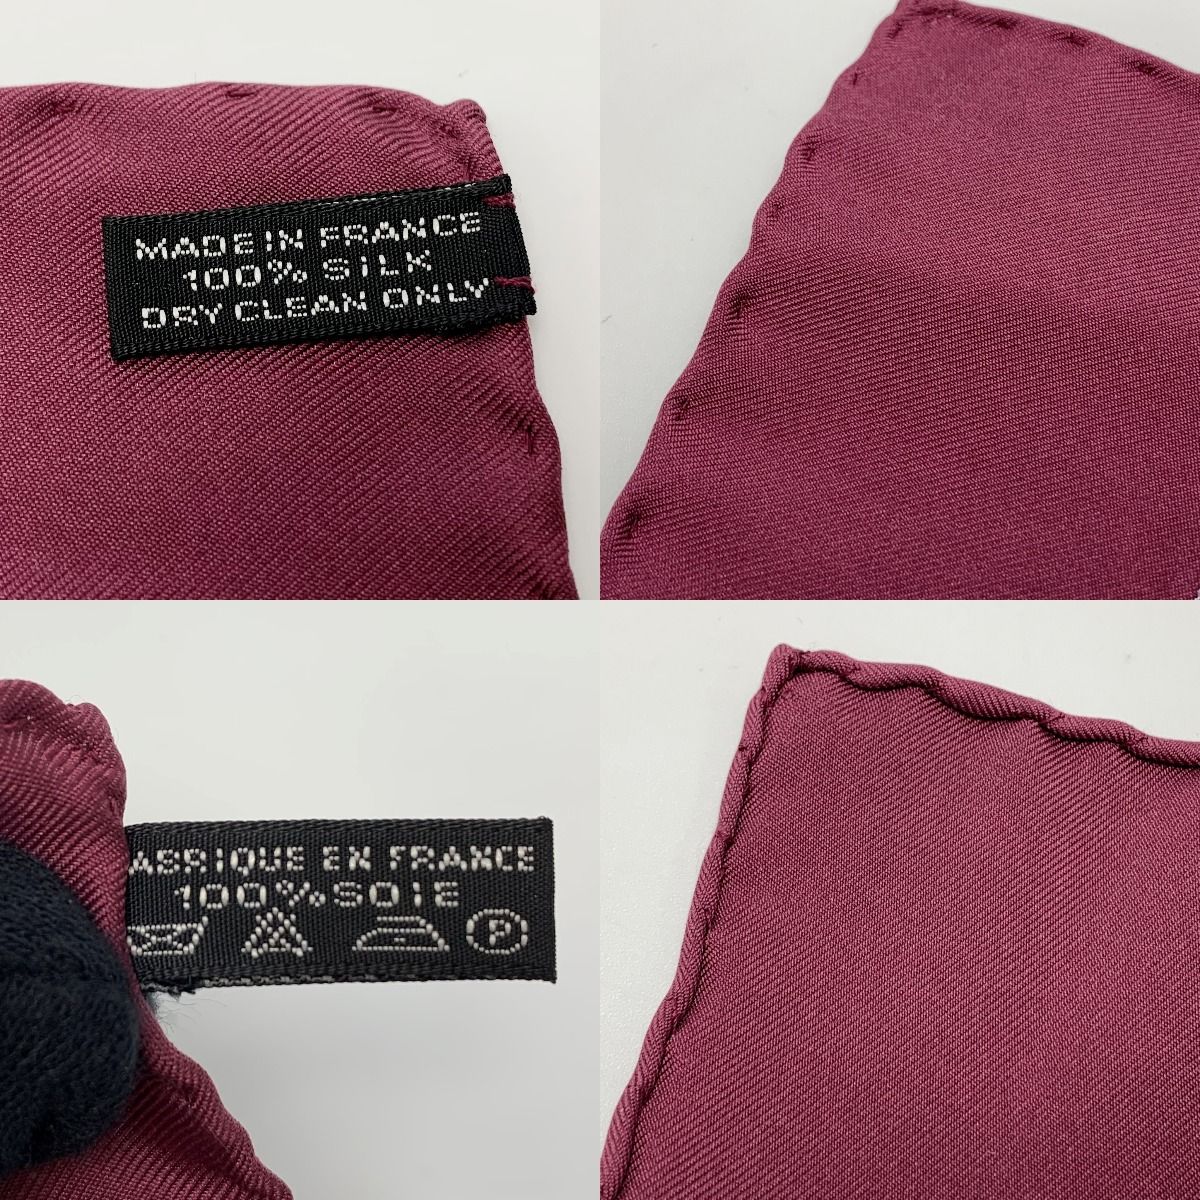 MADE IN FRANCE
100% SILK
DRY CLEAN ONLY
ABRIQUE EN FRANCE
100% SOIE
P